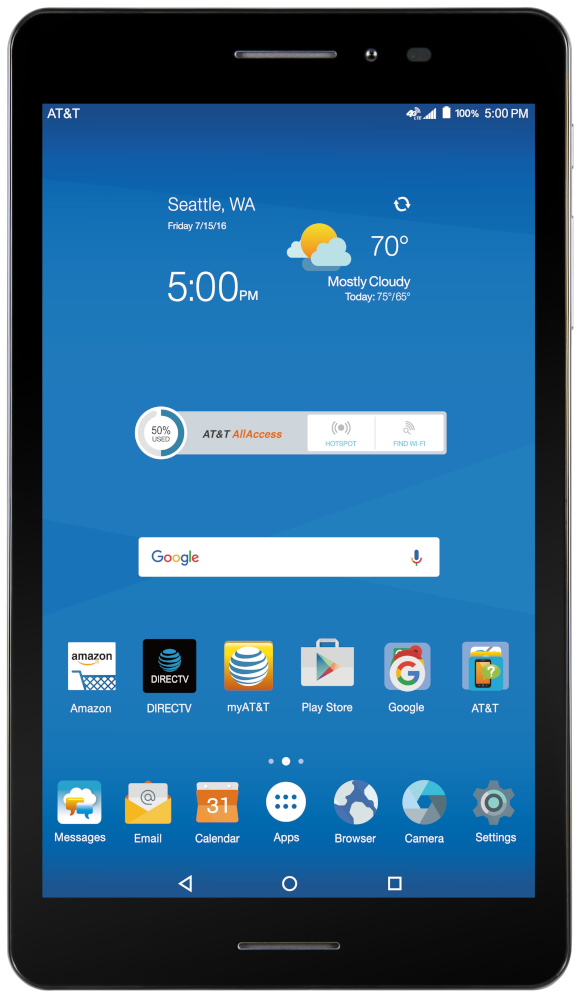 AT&T 4G LTE 100% 5:00 PM
Seattle, WA
Friday 7/15/16
5:00PM
70°
Mostly Cloudy
Today: 75°/65°
50%
USED
AT&T AllAccess
HOTSPOT
FIND WI-FI
Google
amazon
DIRECTV
Amazon
DIRECTV
myAT&T
Play Store
G
Google
?
AT&T
@
31
Messages
Email
Calendar
Apps
Browser
Camera
Settings